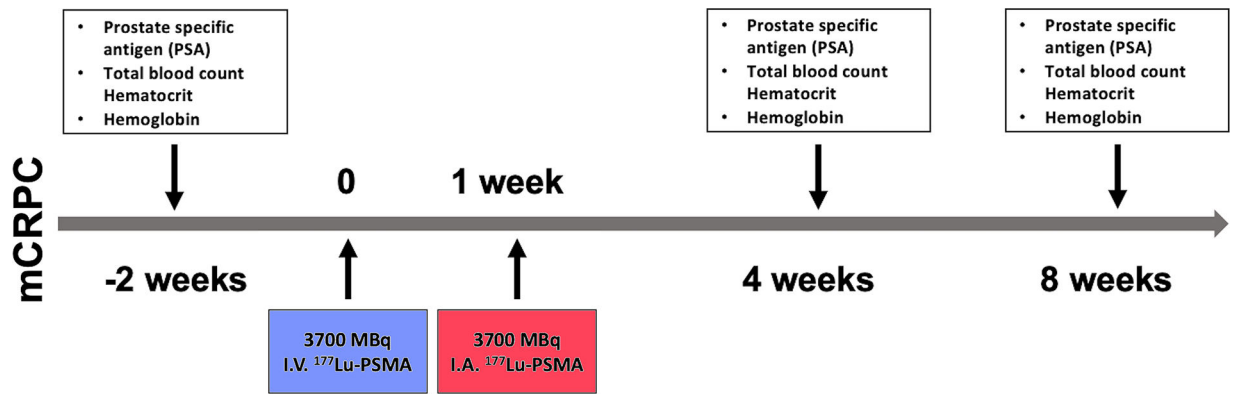 • Prostate specific
antigen (PSA)
• Total blood count
Hematocrit
• Hemoglobin
• Prostate specific
antigen (PSA)
• Total blood count
Hematocrit
• Hemoglobin
• Prostate specific
antigen (PSA)
• Total blood count
Hematocrit
• Hemoglobin
mCRPC
0
1 week
-2 weeks
4 weeks
8 weeks
3700 MBq
I.V. ¹⁷⁷Lu-PSMA
3700 MBq
I.A. ¹⁷⁷Lu-PSMA